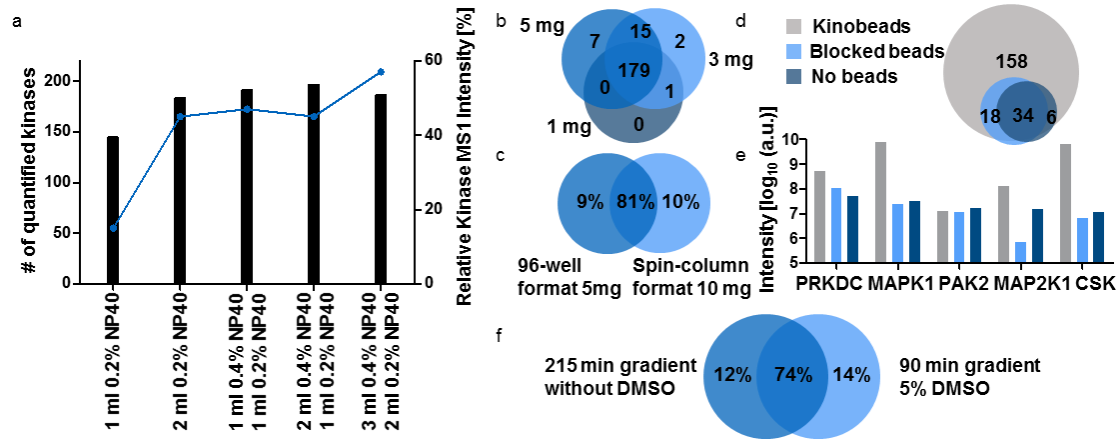 a
# of quantified kinases
200
150
100
50
0
60
40
20
0
Relative Kinase MS1 Intensity [%]
1 ml 0.2% NP40
2 ml 0.2% NP40
1 ml 0.4% NP40
1 ml 0.2% NP40
2 ml 0.4% NP40
1 ml 0.2% NP40
3 ml 0.4% NP40
2 ml 0.2% NP40
b
5 mg
7
15
2
3 mg
179
0
1
1 mg
0
c
9%
81%
10%
96-well
format 5mg
Spin-column
format 10 mg
d
Kinobeads
Blocked beads
No beads
158
18
34
6
e
Intensity [log₁₀ (a.u.)]
10
9
8
7
6
5
PRKDC
MAPK1
PAK2
MAP2K1
CSK
f
215 min gradient
without DMSO
12%
74%
14%
90 min gradient
5% DMSO